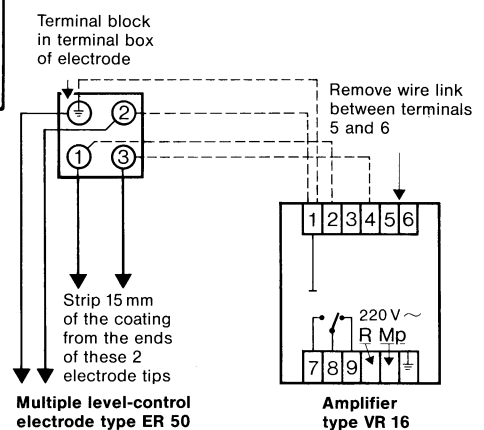 Terminal block
in terminal box
of electrode
Remove wire link
between terminals
5 and 6
2
1 3
1 2 3 4 5 6
Strip 15 mm
of the coating
from the ends
of these 2
electrode tips
220 V ~
R Mp
7 8 9
Multiple level-control
electrode type ER 50
Amplifier
type VR 16